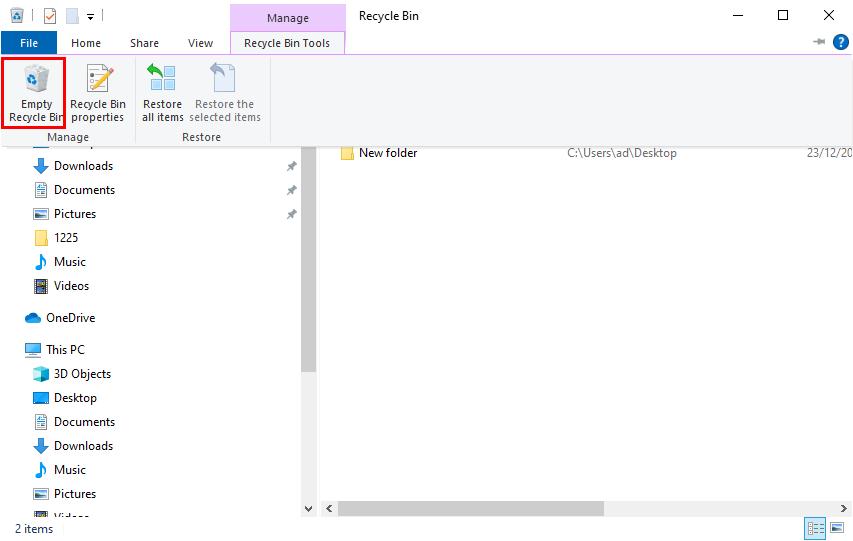 Manage
Recycle Bin
File
Home
Share
View
Recycle Bin Tools
Empty
Recycle Bin
Recycle Bin
properties
Restore
all items
Restore the
selected items
Manage
Restore
Downloads
Documents
Pictures
1225
Music
Videos
OneDrive
This PC
3D Objects
Desktop
Documents
Downloads
Music
Pictures
Videos
New folder
C:\Users\ad\Desktop
23/12/20
2 items